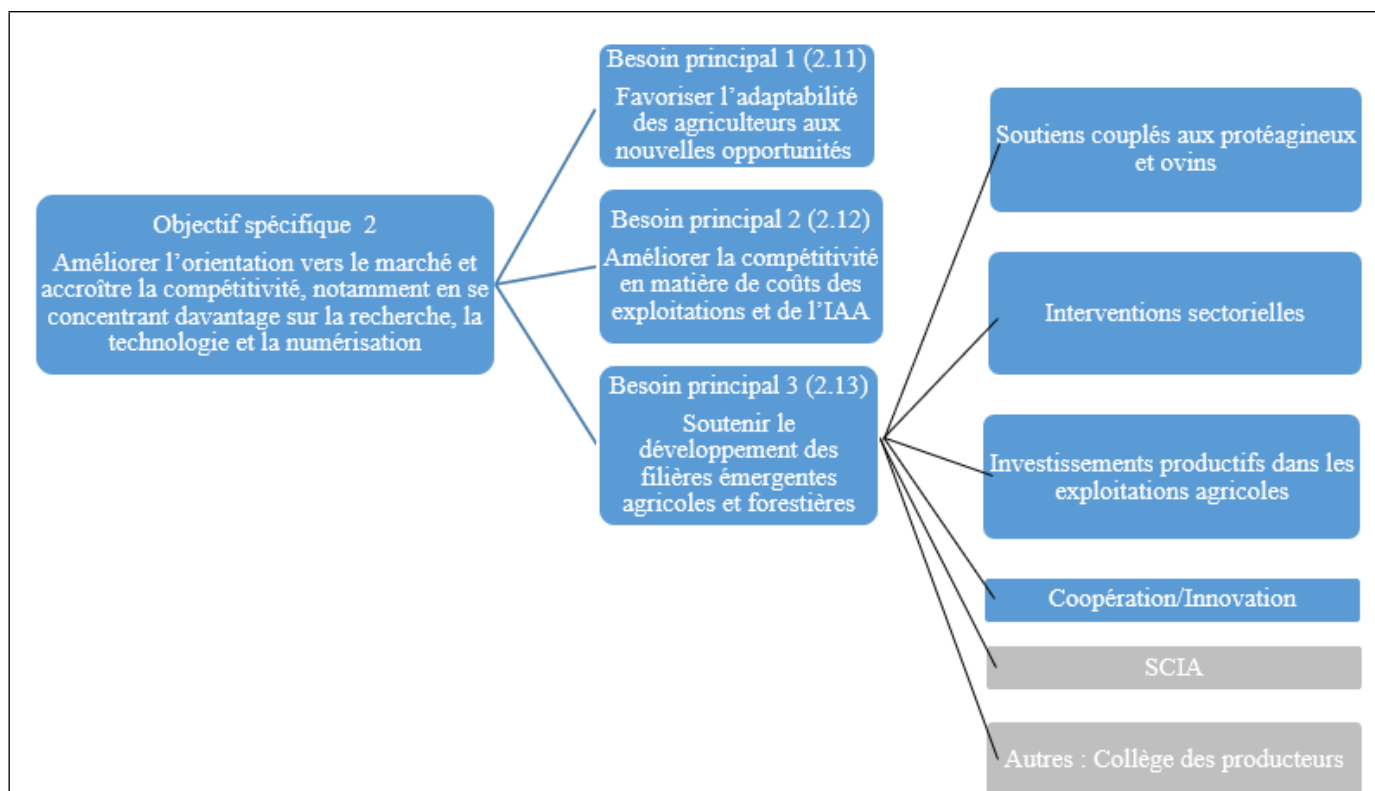 Objectif spécifique 2
Améliorer l’orientation vers le marché et
accroître la compétitivité, notamment en se
concentrant davantage sur la recherche, la
technologie et la numérisation
Besoin principal 1 (2.11)
Favoriser l’adaptabilité
des agriculteurs aux
nouvelles opportunités
Besoin principal 2 (2.12)
Améliorer la compétitivité
en matière de coûts des
exploitations et de l’IAA
Besoin principal 3 (2.13)
Soutenir le
développement des
filières émergentes
agricoles et forestières
Soutiens couplés aux protéagineux
et ovins
Interventions sectorielles
Investissements productifs dans les
exploitations agricoles
Coopération/Innovation
SCIA
Autres : Collège des producteurs